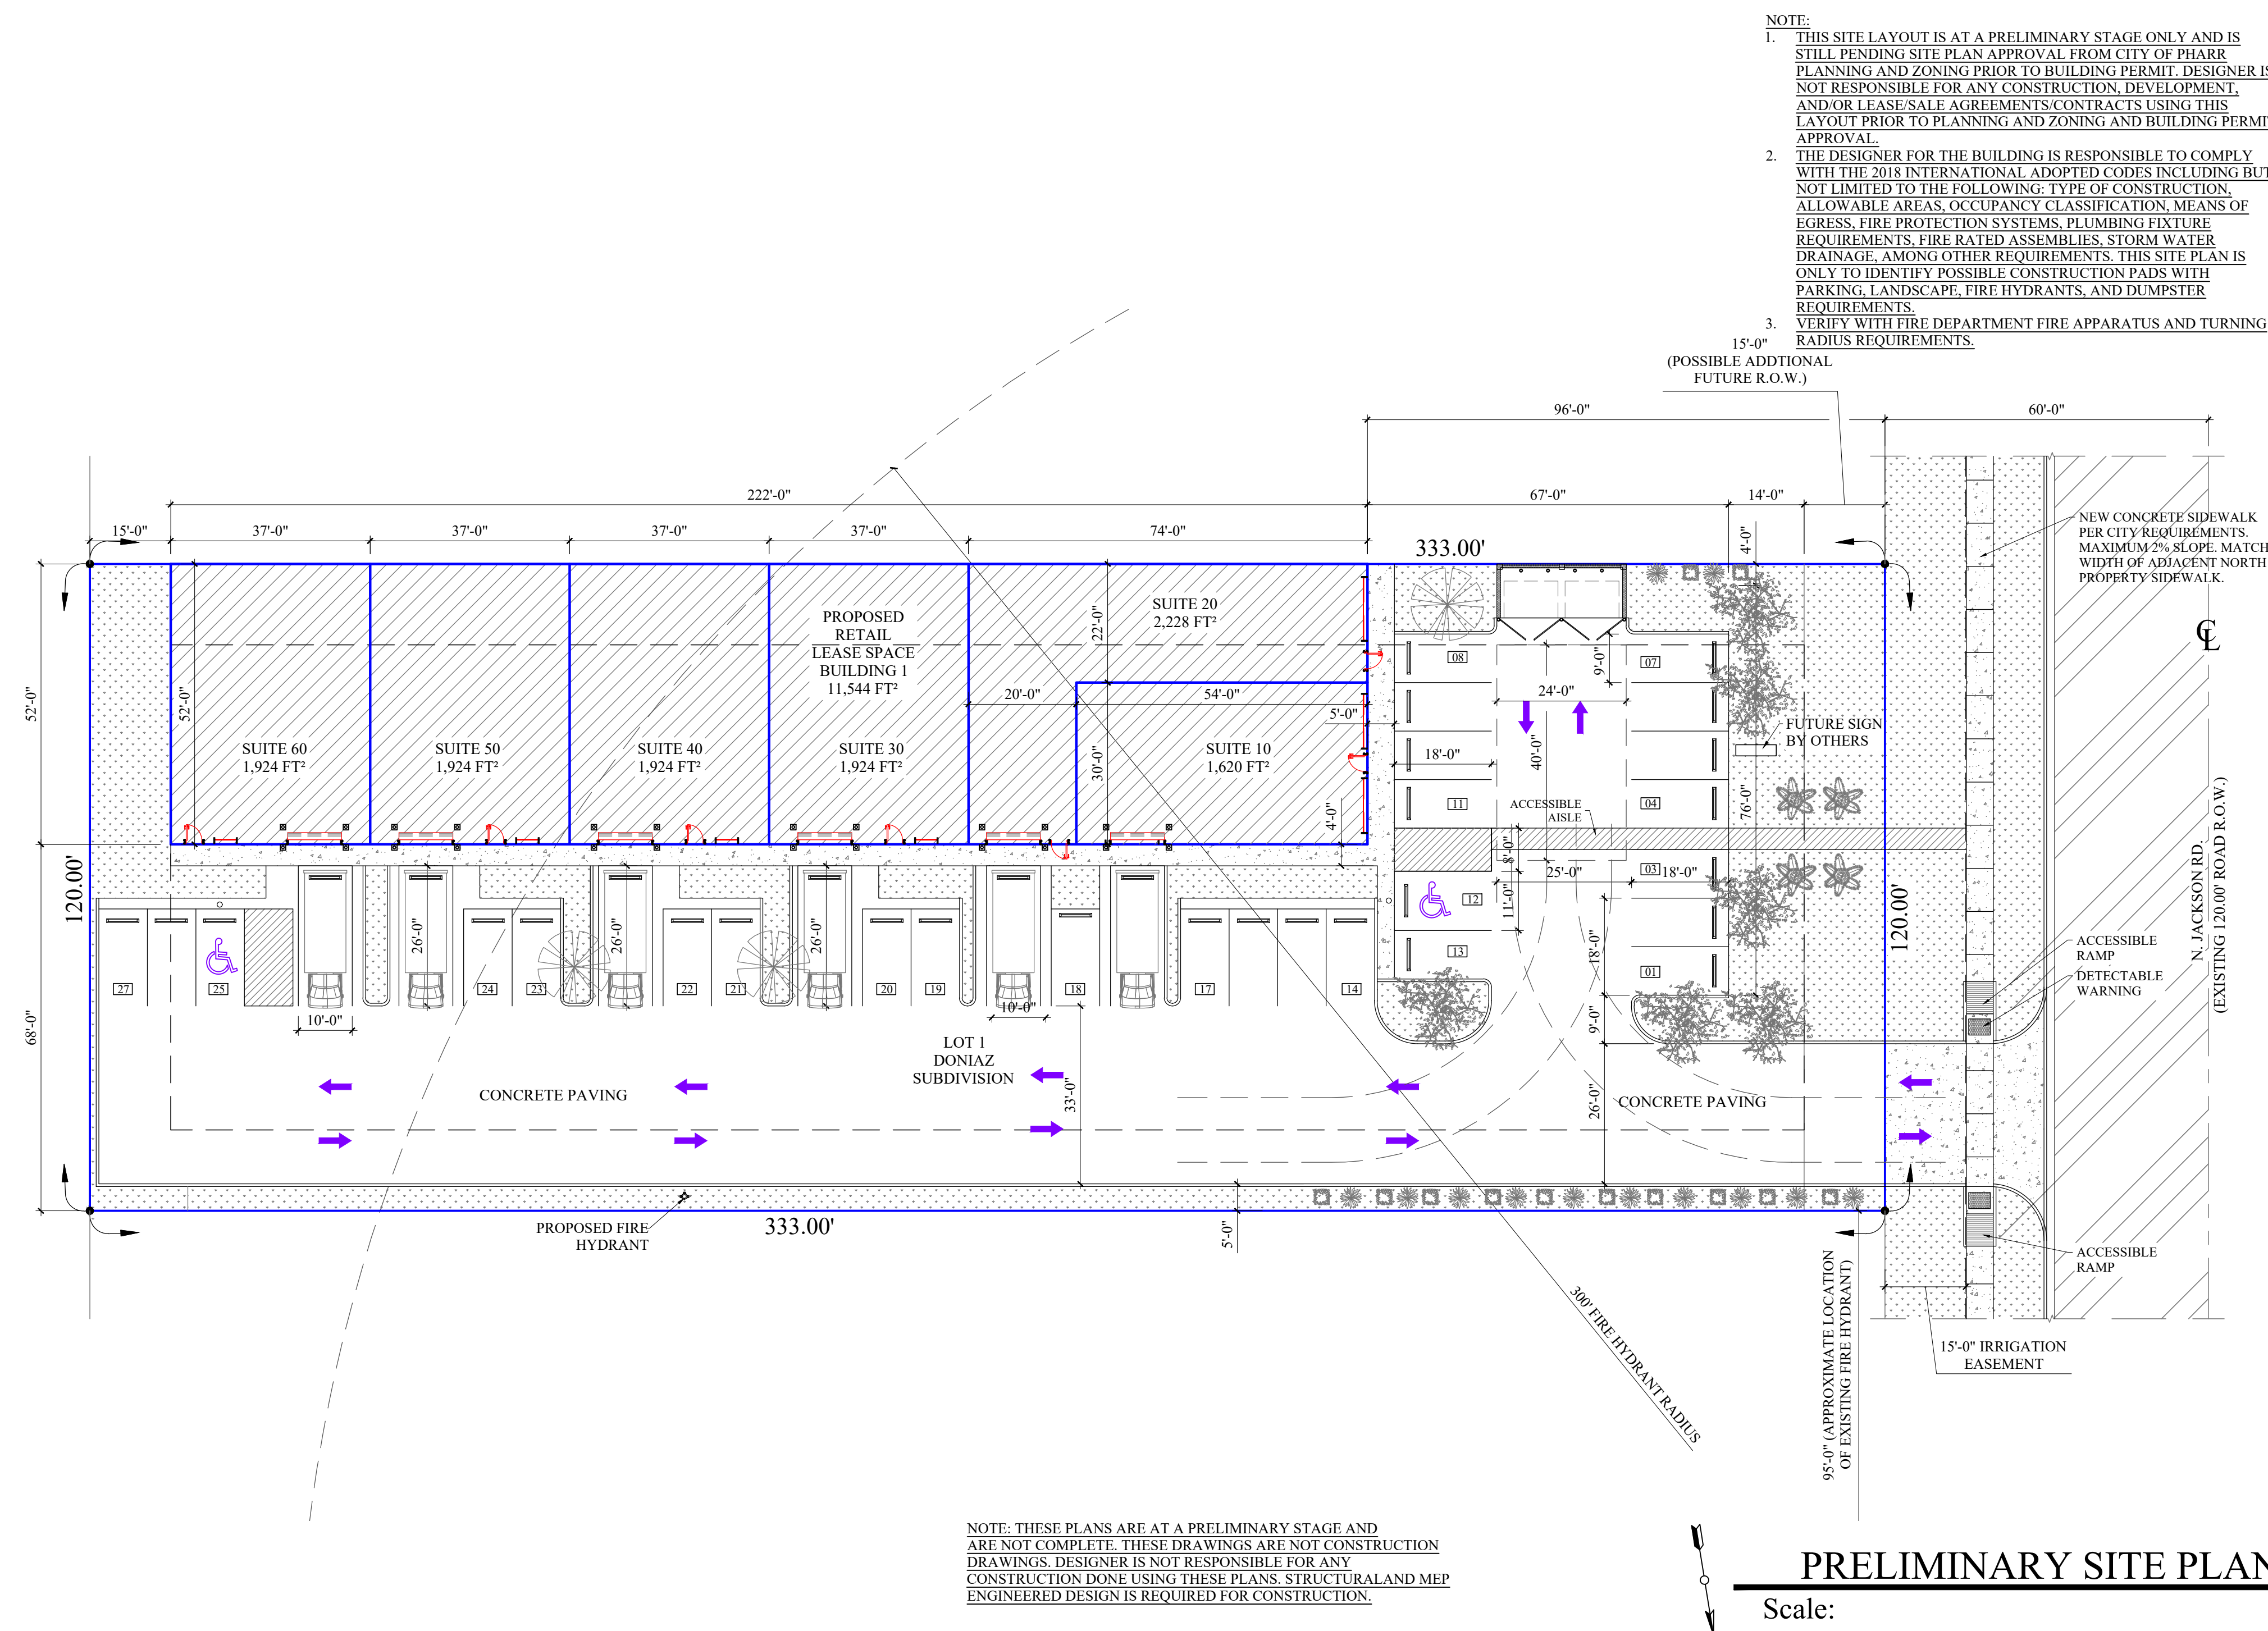 NOTE:
1. THIS SITE LAYOUT IS AT A PRELIMINARY STAGE ONLY AND IS
STILL PENDING SITE PLAN APPROVAL FROM CITY OF PHARR
PLANNING AND ZONING PRIOR TO BUILDING PERMIT. DESIGNER IS
NOT RESPONSIBLE FOR ANY CONSTRUCTION, DEVELOPMENT,
AND/OR LEASE/SALE AGREEMENTS/CONTRACTS USING THIS
LAYOUT PRIOR TO PLANNING AND ZONING AND BUILDING PERMIT
APPROVAL.
2. THE DESIGNER FOR THE BUILDING IS RESPONSIBLE TO COMPLY
WITH THE 2018 INTERNATIONAL ADOPTED CODES INCLUDING BUT
NOT LIMITED TO THE FOLLOWING: TYPE OF CONSTRUCTION,
ALLOWABLE AREAS, OCCUPANCY CLASSIFICATION, MEANS OF
EGRESS, FIRE PROTECTION SYSTEMS, PLUMBING FIXTURE
REQUIREMENTS, FIRE RATED ASSEMBLIES, STORM WATER
DRAINAGE, AMONG OTHER REQUIREMENTS. THIS SITE PLAN IS
ONLY TO IDENTIFY POSSIBLE CONSTRUCTION PADS WITH
PARKING, LANDSCAPE, FIRE HYDRANTS, AND DUMPSTER
REQUIREMENTS.
3. VERIFY WITH FIRE DEPARTMENT FIRE APPARATUS AND TURNING
RADIUS REQUIREMENTS.
15'-0"
(POSSIBLE ADDTIONAL
FUTURE R.O.W.)
96'-0"
60'-0"
222'-0"
67'-0"
14'-0"
15'-0"
37'-0"
37'-0"
37'-0"
37'-0"
74'-0"
333.00'
4'-0"
NEW CONCRETE SIDEWALK
PER CITY REQUIREMENTS.
MAXIMUM 2% SLOPE. MATCH
WIDTH OF ADJACENT NORTH
PROPERTY SIDEWALK.
52'-0"
52'-0"
PROPOSED
RETAIL
LEASE SPACE
BUILDING 1
11,544 FT²
22'-0"
SUITE 20
2,228 FT²
20'-0"
54'-0"
5'-0"
SUITE 60
1,924 FT²
SUITE 50
1,924 FT²
SUITE 40
1,924 FT²
SUITE 30
1,924 FT²
30'-0"
SUITE 10
1,620 FT²
4'-0"
08
07
9'-0"
24'-0"
40'-0"
18'-0"
11
04
ACCESSIBLE
AISLE
76'-0"
FUTURE SIGN
BY OTHERS
CL
N. JACKSON RD.
(EXISTING 120.00' ROAD R.O.W.)
8'-0"
25'-0"
03
18'-0"
12
11'-0"
13
18'-0"
01
9'-0"
26'-0"
120.00'
120.00'
68'-0"
26'-0"
26'-0"
26'-0"
27
25
24
23
22
21
20
19
18
17
14
10'-0"
10'-0"
LOT 1
DONIAZ
SUBDIVISION
33'-0"
CONCRETE PAVING
CONCRETE PAVING
ACCESSIBLE
RAMP
DETECTABLE
WARNING
PROPOSED FIRE
HYDRANT
333.00'
5'-0"
300' FIRE HYDRANT RADIUS
95'-0" (APPROXIMATE LOCATION
OF EXISTING FIRE HYDRANT)
ACCESSIBLE
RAMP
15'-0" IRRIGATION
EASEMENT
NOTE: THESE PLANS ARE AT A PRELIMINARY STAGE AND
ARE NOT COMPLETE. THESE DRAWINGS ARE NOT CONSTRUCTION
DRAWINGS. DESIGNER IS NOT RESPONSIBLE FOR ANY
CONSTRUCTION DONE USING THESE PLANS. STRUCTURALAND MEP
ENGINEERED DESIGN IS REQUIRED FOR CONSTRUCTION.
PRELIMINARY SITE PLAN
Scale: